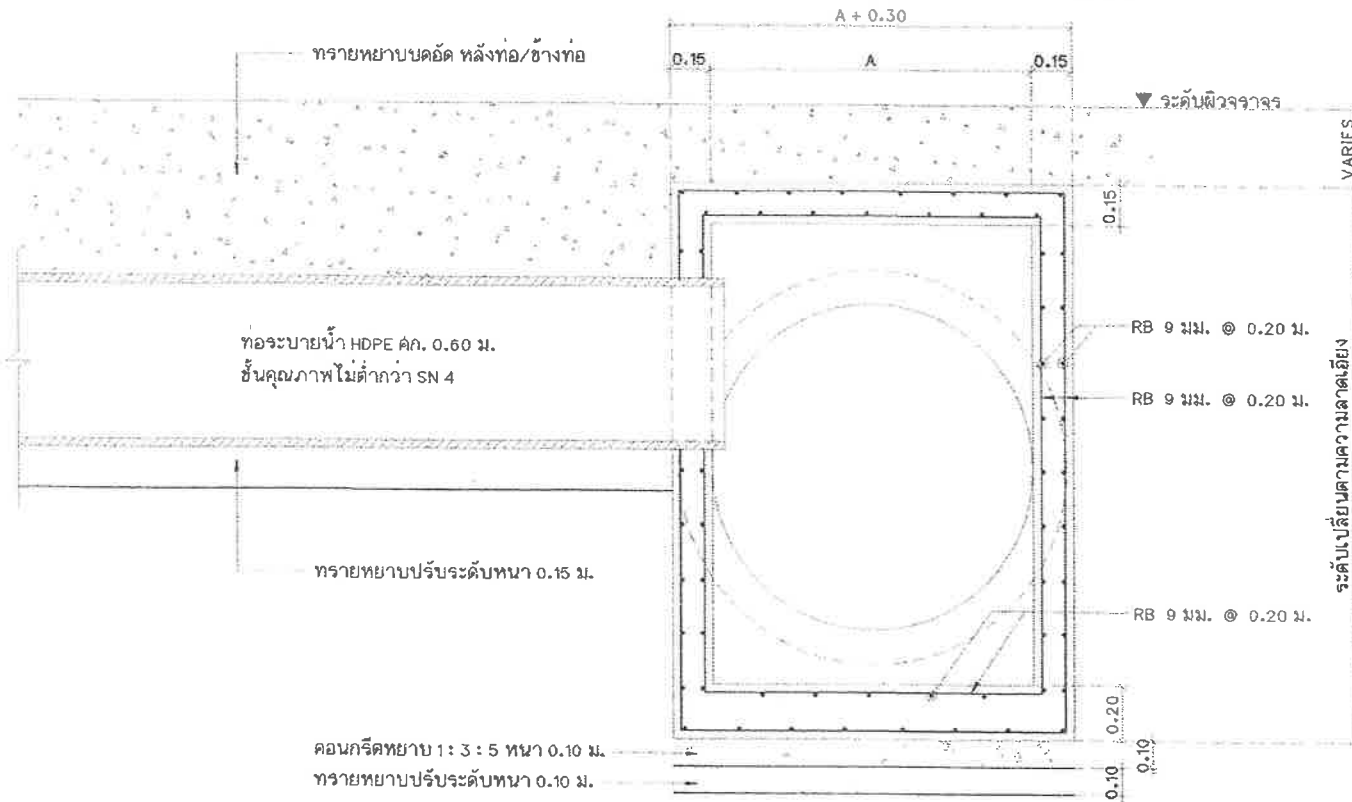 A + 0.30
ทรายหยาบบดอัด หลังท่อ/ข้างท่อ
0.15
A
0.15
ระดับผิวจราจร
VARIES
0.15
ท่อระบายน้ำ HDPE คก. 0.60 ม.
ชั้นคุณภาพไม่ต่ำกว่า SN 4
RB 9 มม. @ 0.20 ม.
RB 9 มม. @ 0.20 ม.
ระดับเปลี่ยนตามความลาดเอียง
ทรายหยาบปรับระดับหนา 0.15 ม.
RB 9 มม. @ 0.20 ม.
0.20
คอนกรีตหยาบ 1 : 3 : 5 หนา 0.10 ม.
0.10
ทรายหยาบปรับระดับหนา 0.10 ม.
0.10